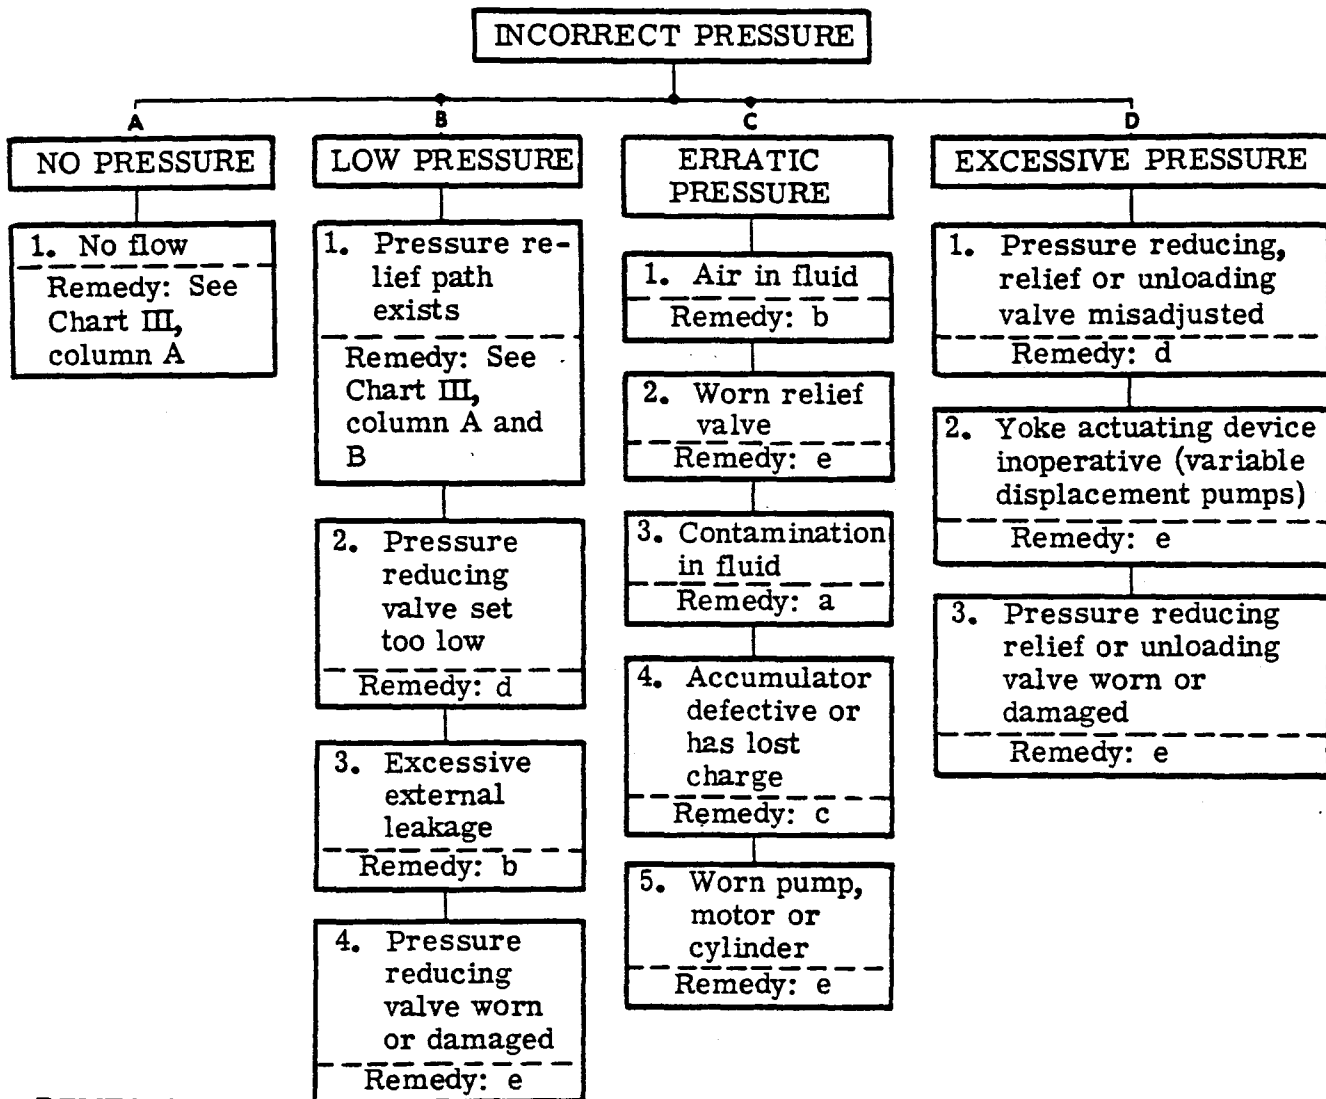 INCORRECT PRESSURE
A
B
C
D
NO PRESSURE
1. No flow
Remedy: See
Chart III,
column A
LOW PRESSURE
1. Pressure re-
lief path
exists
Remedy: See
Chart III,
column A and
B
2. Pressure
reducing
valve set
too low
Remedy: d
3. Excessive
external
leakage
Remedy: b
4. Pressure
reducing
valve worn
or damaged
Remedy: e
ERRATIC
PRESSURE
1. Air in fluid
Remedy: b
2. Worn relief
valve
Remedy: e
3. Contamination
in fluid
Remedy: a
4. Accumulator
defective or
has lost
charge
Remedy: c
5. Worn pump,
motor or
cylinder
Remedy: e
EXCESSIVE PRESSURE
1. Pressure reducing,
relief or unloading
valve misadjusted
Remedy: d
2. Yoke actuating device
inoperative (variable
displacement pumps)
Remedy: e
3. Pressure reducing
relief or unloading
valve worn or
damaged
Remedy: e